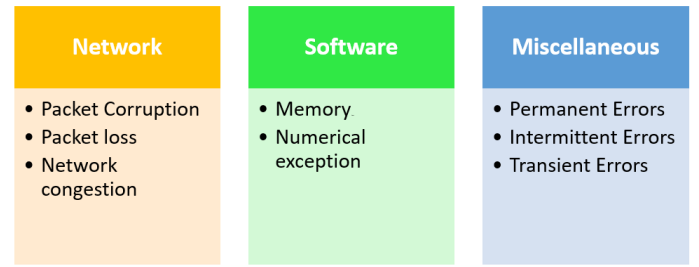 Network
• Packet Corruption
• Packet loss
• Network
congestion
Software
• Memory
• Numerical
exception
Miscellaneous
• Permanent Errors
• Intermittent Errors
• Transient Errors